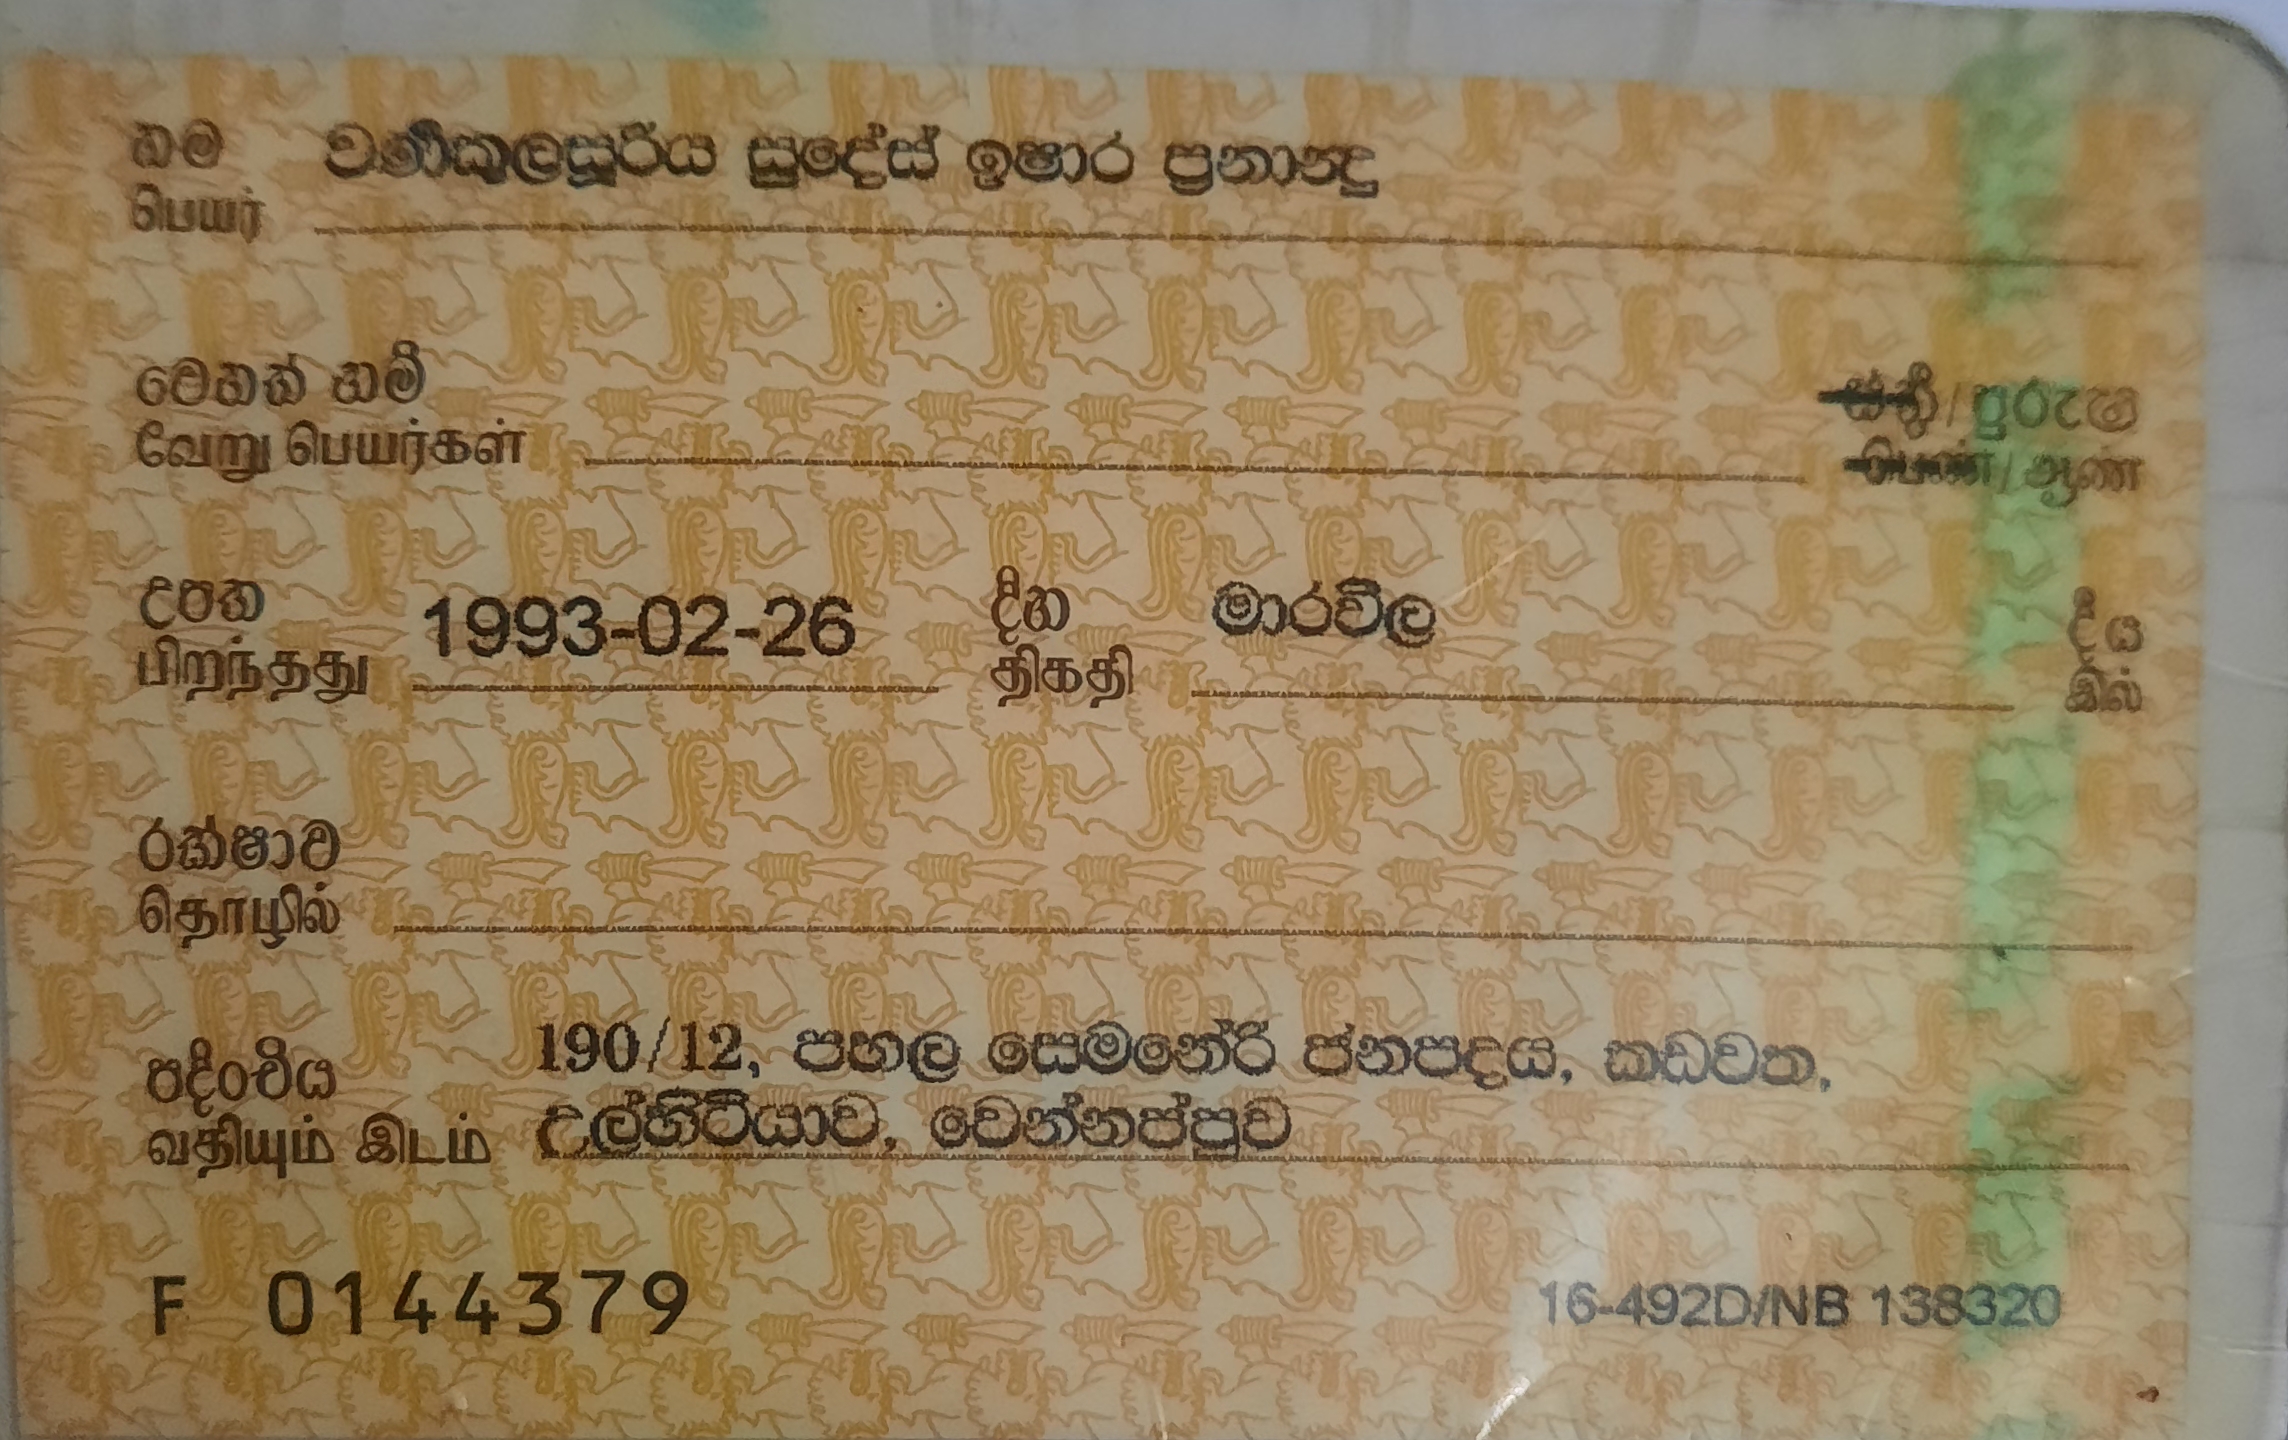 නම වර්ණකුලසූරිය සුදේස් ඉෂාර ප්‍රනාන්දු
பெயர்
වෙනත් නම් ස්ත්‍රී / පුරුෂ
வேறு பெயர்கள் பெண் / ஆண்
උපන 1993-02-26 දින මාරවිල දීය
பிறந்தது திகதி இல்
රක්ෂාව
தொழில்
පදිංචිය 190/12, පහල සෙමනේරි ජනපදය, කඩවත,
வதியும் இடம் උල්හිටියාව, වෙන්නප්පුව
F 0144379 16-492D/NB 138320